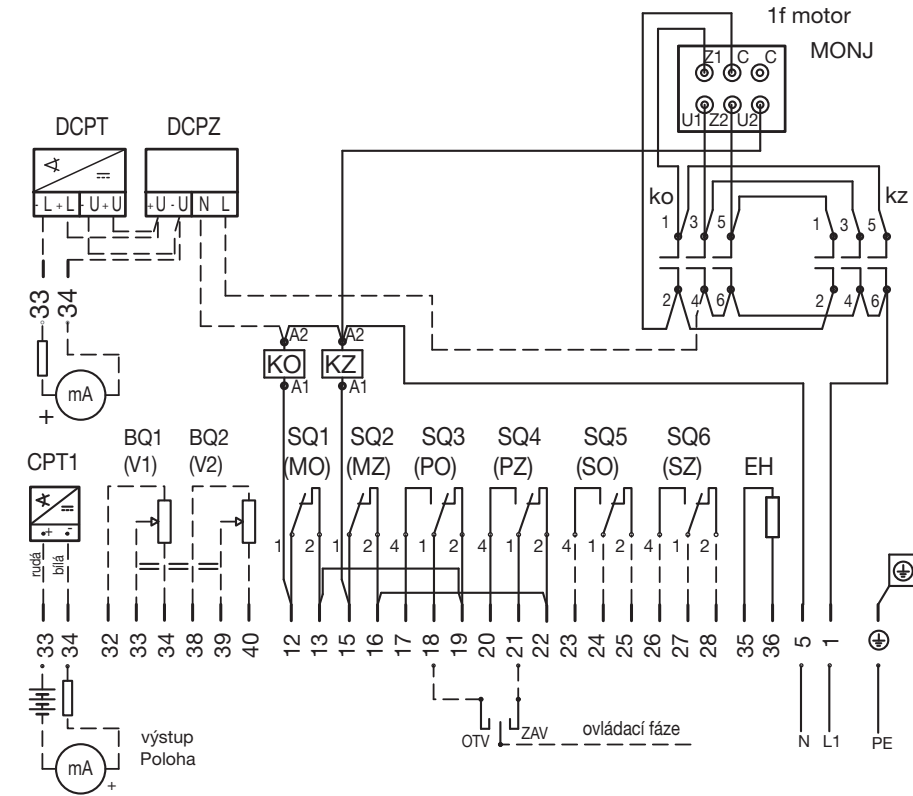 1f motor
MONJ
Z1 C C
U1 Z2 U2
DCPT DCPZ
- L + L - U + U +U - U N L
ko kz
1 3 5 1 3 5
2 4 6 2 4 6
33 34
A2 A2
KO KZ
A1 A1
mA
+
CPT1
+ -
rudá bílá
BQ1 BQ2 SQ1 SQ2 SQ3 SQ4 SQ5 SQ6 EH
(V1) (V2) (MO) (MZ) (PO) (PZ) (SO) (SZ)
1 2 1 2 4 1 2 4 1 2 4 1 2 4 1 2
33 34 32 33 34 38 39 40 12 13 15 16 17 18 19 20 21 22 23 24 25 26 27 28 35 36 5 1
OTV ZAV ovládací fáze
N L1 PE
výstup
Poloha
mA
+